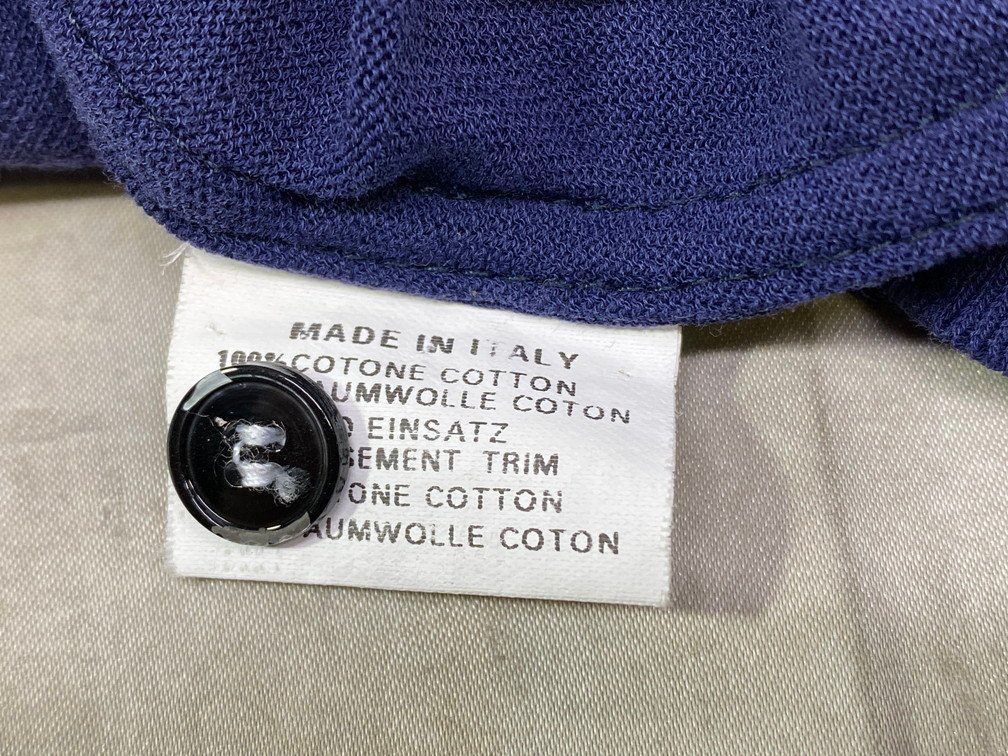 MADE IN ITALY
100% COTONE COTTON
AUMWOLLE COTON
EINSATZ
SEMENT TRIM
ONE COTTON
AUMWOLLE COTON